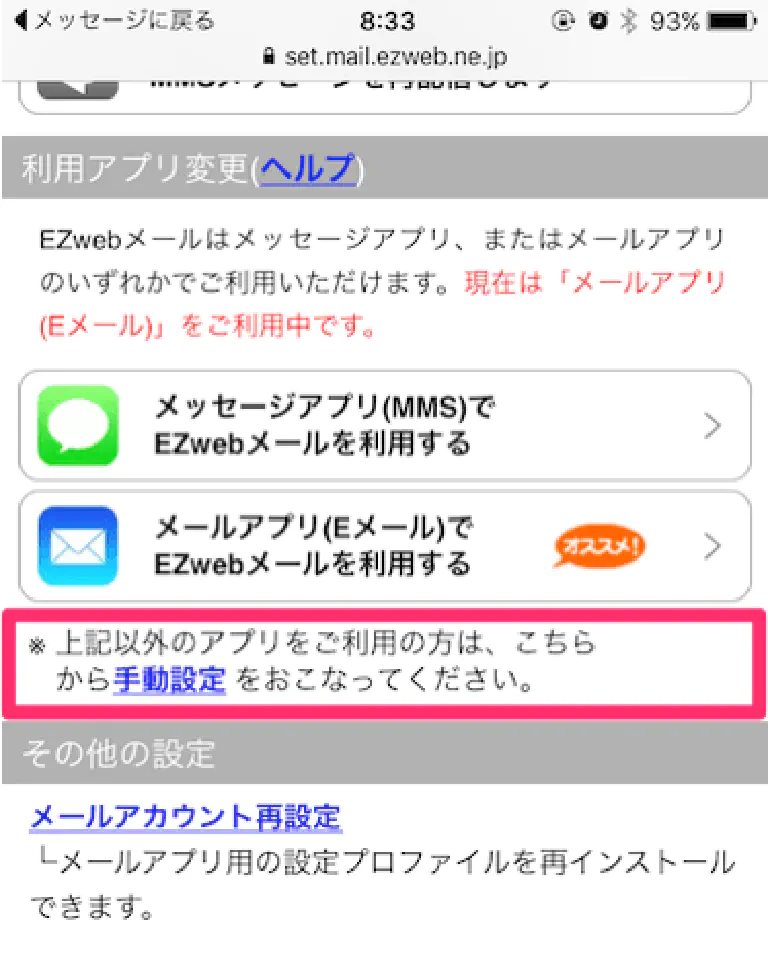 メッセージに戻る 8:33 93%
set.mail.ezweb.ne.jp
利用アプリ変更(ヘルプ)
EZwebメールはメッセージアプリ、またはメールアプリ
のいずれかでご利用いただけます。現在は「メールアプリ
(Eメール)」をご利用中です。
メッセージアプリ(MMS)で
EZwebメールを利用する
メールアプリ(Eメール)で
EZwebメールを利用する
オススメ!
※ 上記以外のアプリをご利用の方は、こちら
から手動設定 をおこなってください。
その他の設定
メールアカウント再設定
└メールアプリ用の設定プロファイルを再インストール
できます。